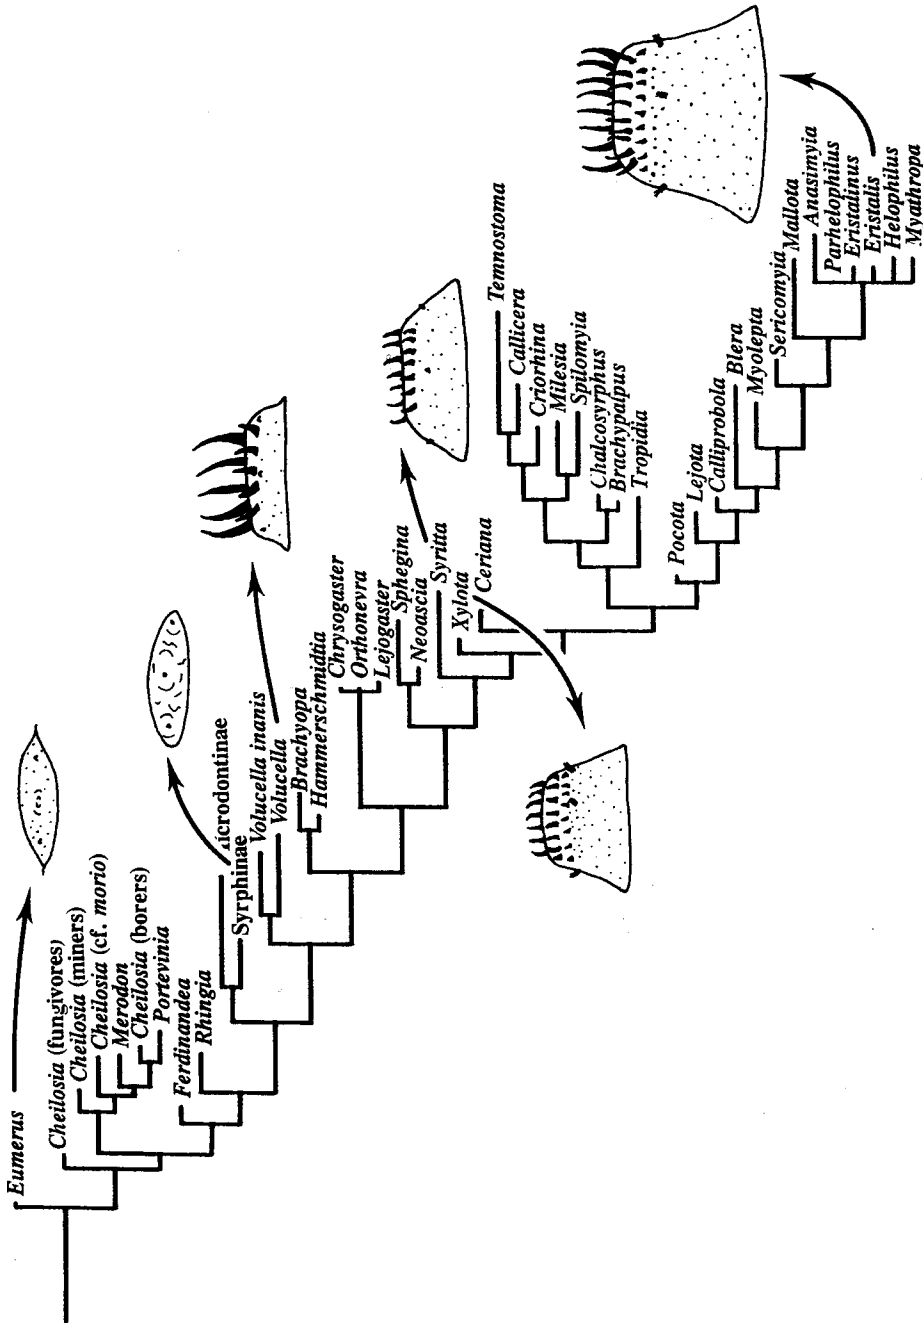 Eumerus
Cheilosia (fungivores)
Cheilosia (miners)
Cheilosia (cf. morio)
Merodon
Cheilosia (borers)
Portevinia
Ferdinandea
Rhingia
icrodontinae
Syrphinae
Volucella inanis
Volucella
Brachyopa
Hammerschmidtia
Chrysogaster
Orthonevra
Lejogaster
Sphegina
Neoascia
Syritta
Xylota
Ceriana
Temnostoma
Callicera
Criorhina
Milesia
Spilomyia
Chalcosyrphus
Brachypalpus
Tropidia
Pocota
Lejota
Calliprobola
Blera
Myolepta
Sericomyia
Mallota
Anasimyia
Parhelophilus
Eristalinus
Eristalis
Helophilus
Myathropa